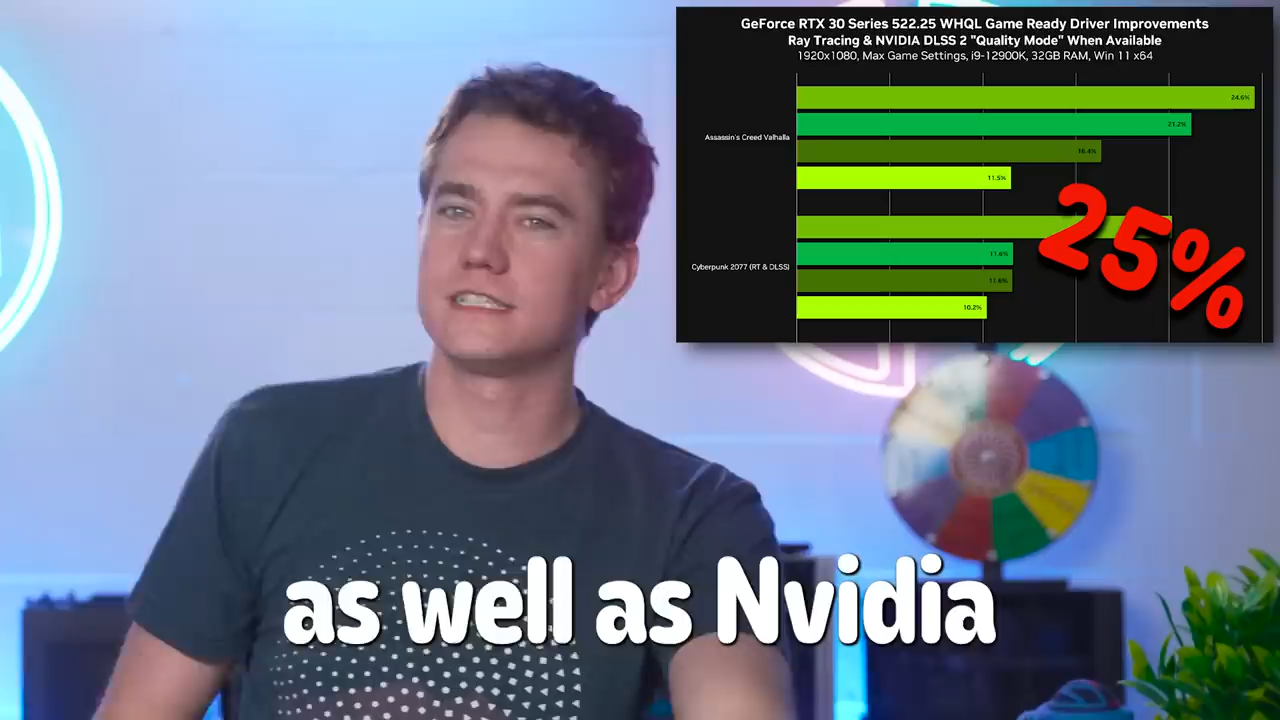 GeForce RTX 30 Series 522.25 WHQL Game Ready Driver Improvements
Ray Tracing & NVIDIA DLSS 2 "Quality Mode" When Available
1920x1080, Max Game Settings, i9-12900K, 32GB RAM, Win 11 x64
24.6%
21.2%
Assassin's Creed Valhalla
16.4%
11.5%
25%
11.6%
Cyberpunk 2077 (RT & DLSS)
11.6%
10.2%
as well as Nvidia